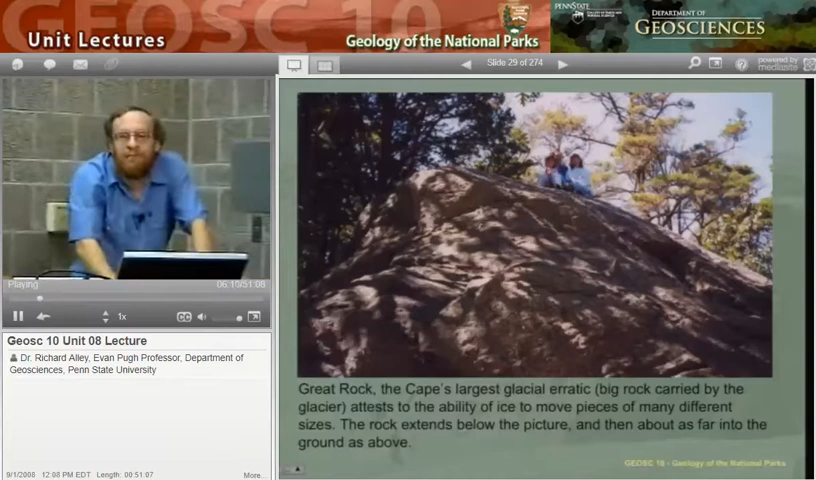 GEOSC 10
Unit Lectures
Geology of the National Parks
PENNSTATE
DEPARTMENT OF
GEOSCIENCES
Slide 29 of 274
powered by
mediasite
Playing
06:10/51:08
1x
CC
Geosc 10 Unit 08 Lecture
Dr. Richard Alley, Evan Pugh Professor, Department of
Geosciences, Penn State University
9/1/2008 12:08 PM EDT Length: 00:51:07
More...
Great Rock, the Cape's largest glacial erratic (big rock carried by the
glacier) attests to the ability of ice to move pieces of many different
sizes. The rock extends below the picture, and then about as far into the
ground as above.
GEOSC 10 - Geology of the National Parks